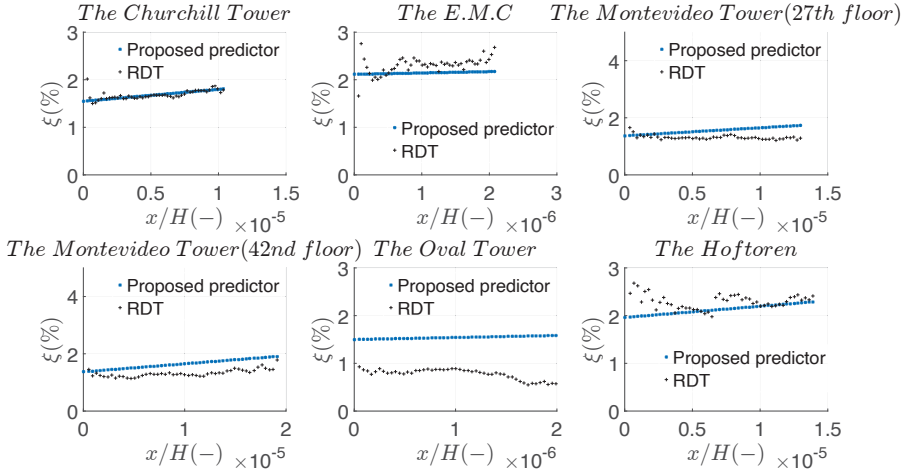 The Churchill Tower
3
2
1
0
ξ(%)
Proposed predictor
RDT
0
0.5
1
1.5
x/H(−)
×10⁻⁵
The E.M.C
3
2
1
0
ξ(%)
Proposed predictor
RDT
0
1
2
3
x/H(−)
×10⁻⁶
The Montevideo Tower(27th floor)
4
2
0
ξ(%)
Proposed predictor
RDT
0
0.5
1
1.5
x/H(−)
×10⁻⁵
The Montevideo Tower(42nd floor)
4
2
0
ξ(%)
Proposed predictor
RDT
0
1
2
x/H(−)
×10⁻⁵
The Oval Tower
3
2
1
0
ξ(%)
Proposed predictor
RDT
0
1
2
x/H(−)
×10⁻⁶
The Hoftoren
3
2
1
0
ξ(%)
Proposed predictor
RDT
0
0.5
1
1.5
x/H(−)
×10⁻⁵